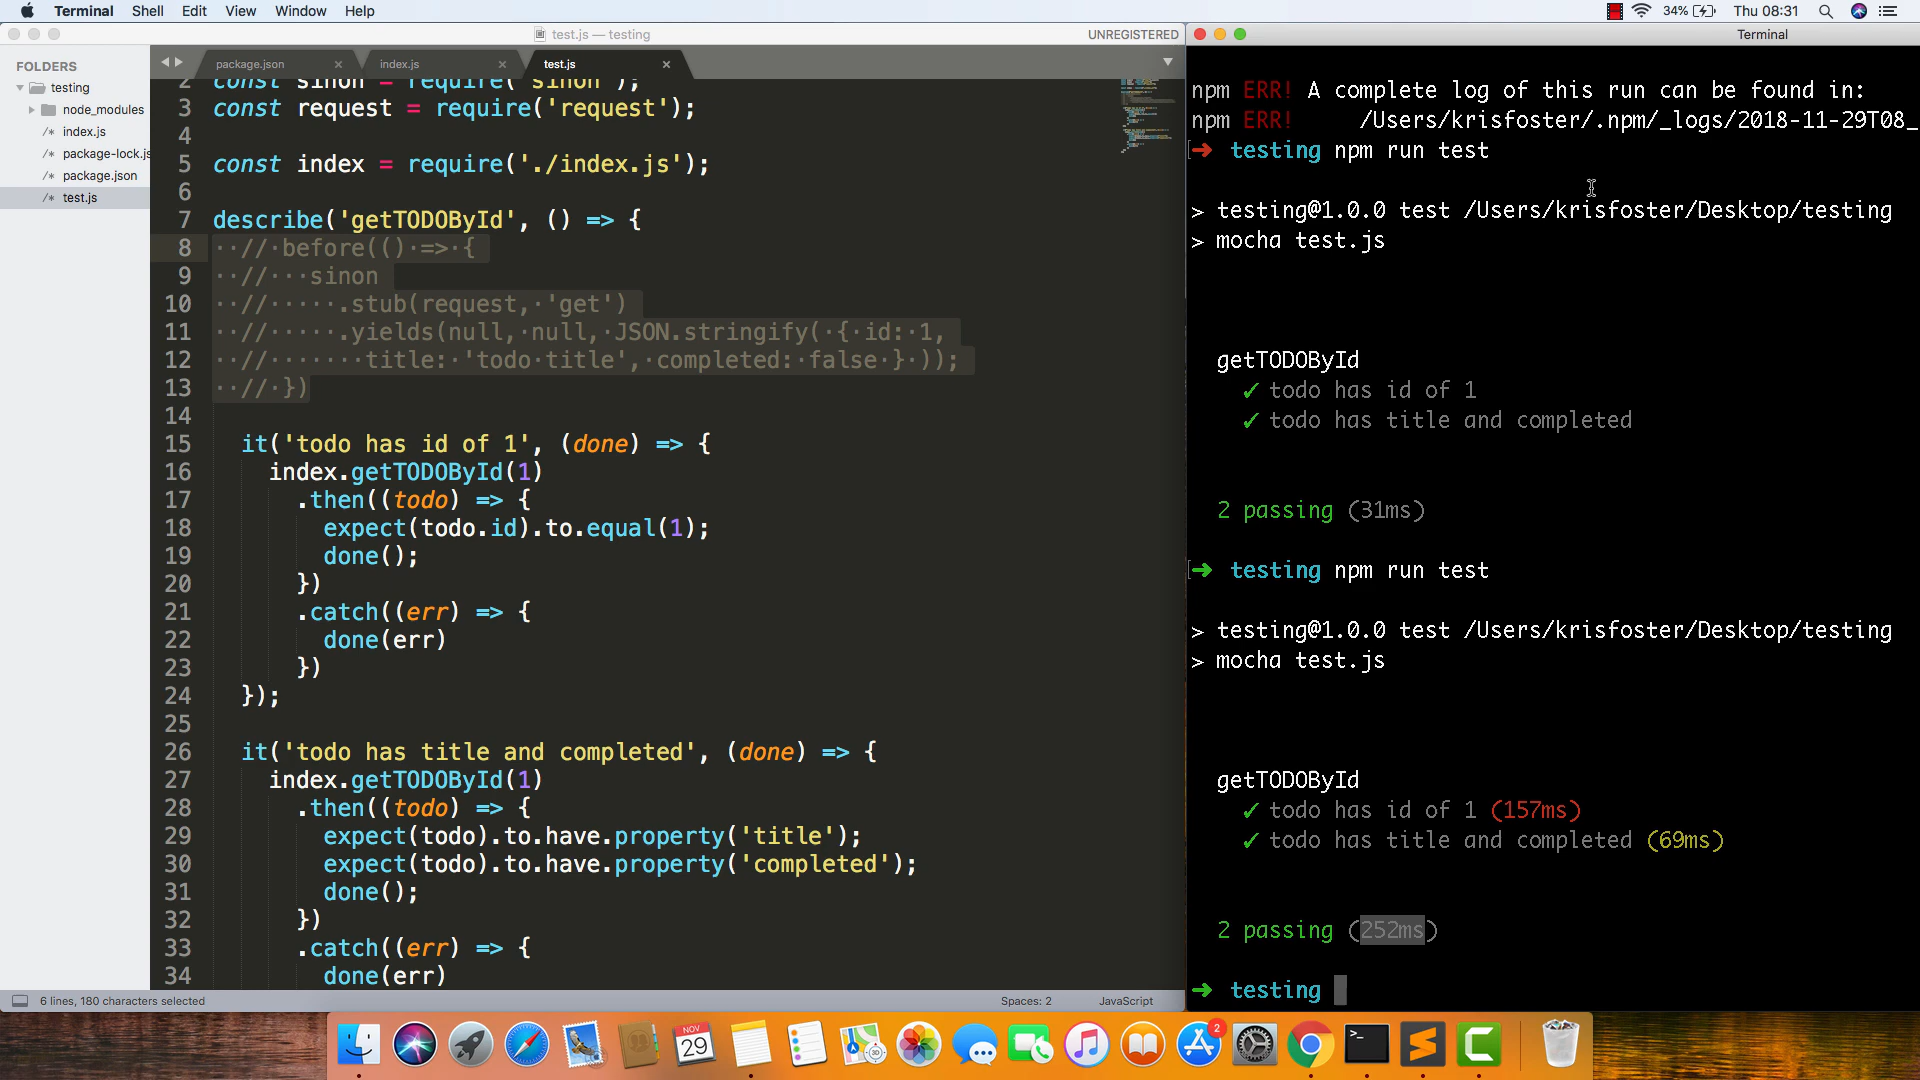 Terminal Shell Edit View Window Help
34% Thu 08:31
test.js — testing
UNREGISTERED
Terminal
FOLDERS
testing
node_modules
index.js
package-lock.js
package.json
test.js
package.json
index.js
test.js
2 const sinon = require('sinon');
3 const request = require('request');
4
5 const index = require('./index.js');
6
7 describe('getTODOById', () => {
8 ··//·before(()·=>·{
9 ··//···sinon
10 ··//·····.stub(request,·'get')
11 ··//·····.yields(null,·null,·JSON.stringify(·{·id:·1,
12 ··//·······title:·'todo·title',·completed:·false·}·));
13 ··//·})
14
15 it('todo has id of 1', (done) => {
16 index.getTODOById(1)
17 .then((todo) => {
18 expect(todo.id).to.equal(1);
19 done();
20 })
21 .catch((err) => {
22 done(err)
23 })
24 });
25
26 it('todo has title and completed', (done) => {
27 index.getTODOById(1)
28 .then((todo) => {
29 expect(todo).to.have.property('title');
30 expect(todo).to.have.property('completed');
31 done();
32 })
33 .catch((err) => {
34 done(err)
6 lines, 180 characters selected
Spaces: 2
JavaScript
npm ERR! A complete log of this run can be found in:
npm ERR! /Users/krisfoster/.npm/_logs/2018-11-29T08_
[➜ testing npm run test
> testing@1.0.0 test /Users/krisfoster/Desktop/testing
> mocha test.js
getTODOById
✓ todo has id of 1
✓ todo has title and completed
2 passing (31ms)
[➜ testing npm run test
> testing@1.0.0 test /Users/krisfoster/Desktop/testing
> mocha test.js
getTODOById
✓ todo has id of 1 (157ms)
✓ todo has title and completed (69ms)
2 passing (252ms)
➜ testing
NOV
29
3D
2
>_